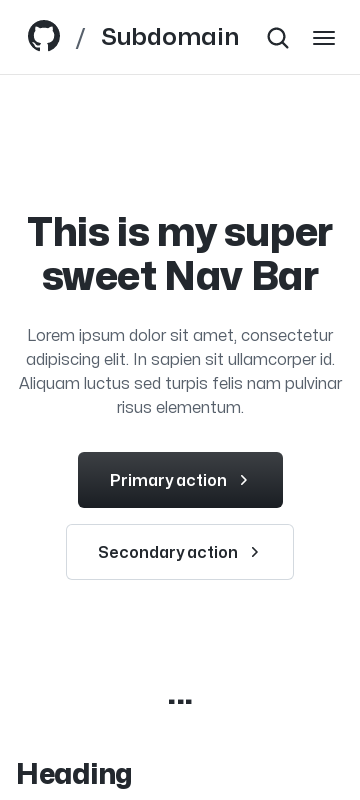 / Subdomain
This is my super
sweet Nav Bar
Lorem ipsum dolor sit amet, consectetur
adipiscing elit. In sapien sit ullamcorper id.
Aliquam luctus sed turpis felis nam pulvinar
risus elementum.
Primary action
Secondary action
...
Heading